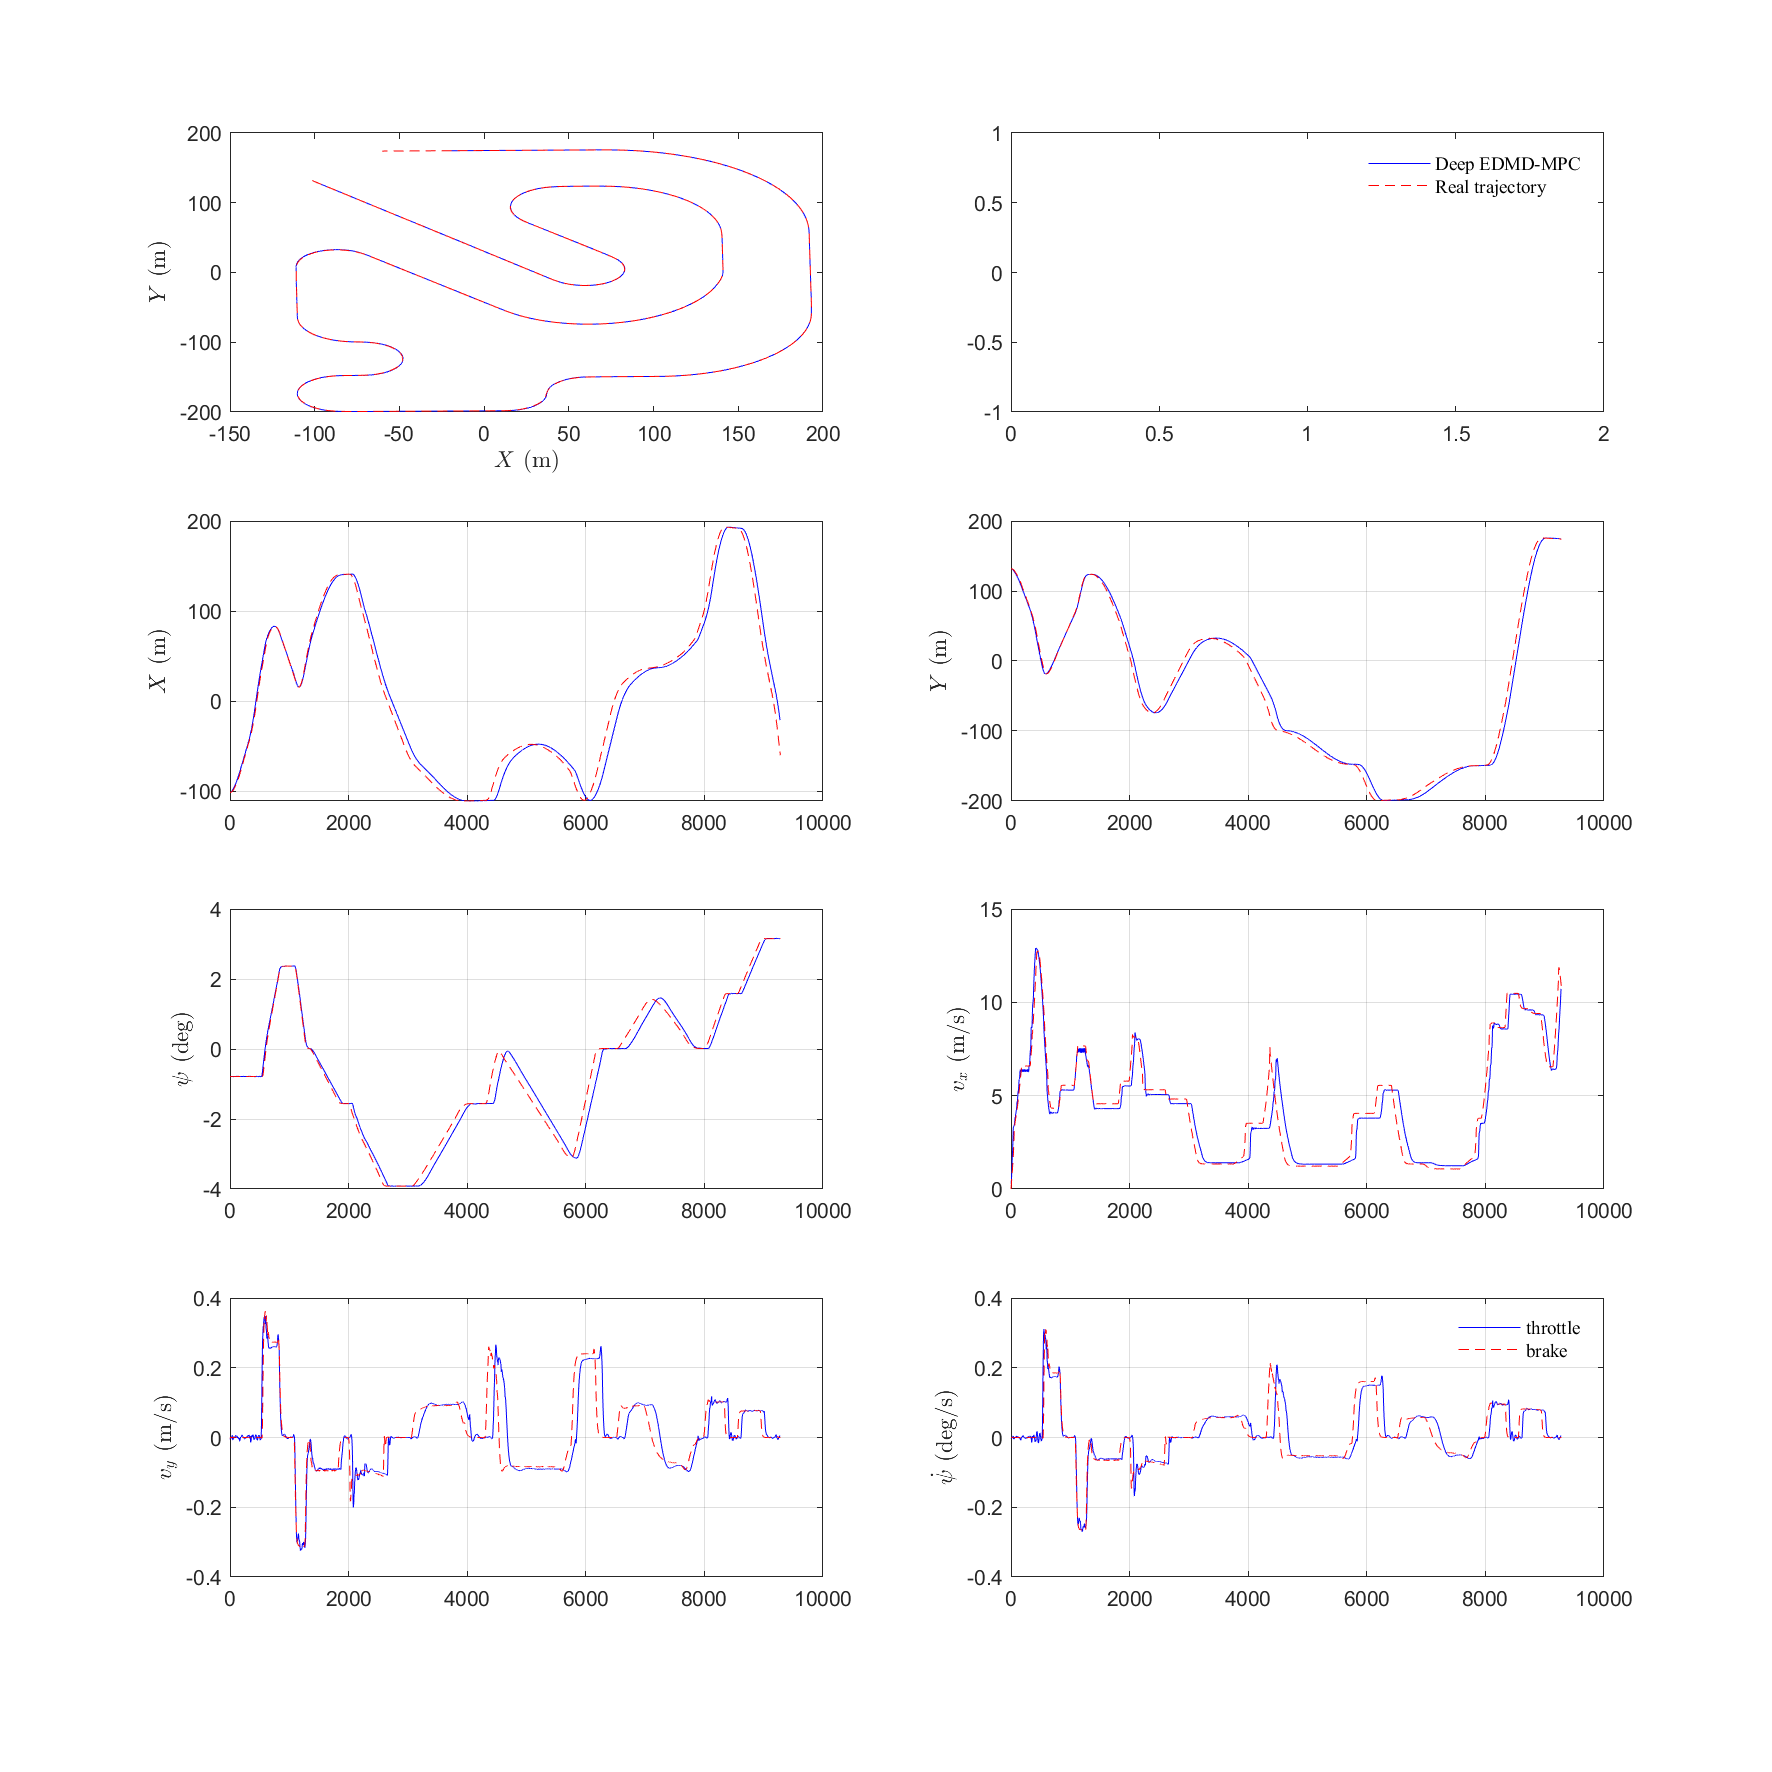 200
100
0
-100
-200
-150 -100 -50 0 50 100 150 200
X (m)
Y (m)
1
0.5
0
-0.5
-1
0 0.5 1 1.5 2
Deep EDMD-MPC
Real trajectory
200
100
0
-100
0 2000 4000 6000 8000 10000
X (m)
200
100
0
-100
-200
0 2000 4000 6000 8000 10000
Y (m)
4
2
0
-2
-4
0 2000 4000 6000 8000 10000
ψ (deg)
15
10
5
0
0 2000 4000 6000 8000 10000
v_x (m/s)
0.4
0.2
0
-0.2
-0.4
0 2000 4000 6000 8000 10000
v_y (m/s)
0.4
0.2
0
-0.2
-0.4
0 2000 4000 6000 8000 10000
ψ̇ (deg/s)
throttle
brake